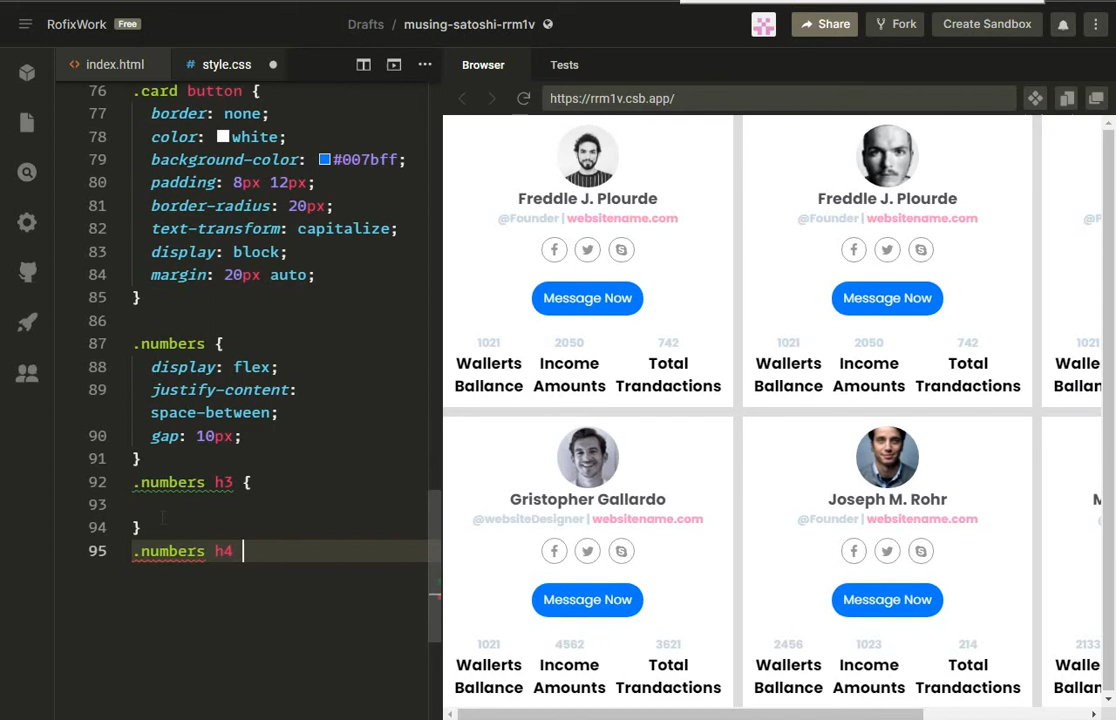 RofixWork Free
Drafts / musing-satoshi-rrm1v
Share
Fork
Create Sandbox
index.html
style.css
Browser
Tests
https://rrm1v.csb.app/
76 .card button {
77 border: none;
78 color: white;
79 background-color: #007bff;
80 padding: 8px 12px;
81 border-radius: 20px;
82 text-transform: capitalize;
83 display: block;
84 margin: 20px auto;
85 }
86
87 .numbers {
88 display: flex;
89 justify-content:
space-between;
90 gap: 10px;
91 }
92 .numbers h3 {
93
94 }
95 .numbers h4
Freddle J. Plourde
@Founder | websitename.com
Message Now
1021 2050 742
Wallerts Income Total
Ballance Amounts Trandactions
Freddle J. Plourde
@Founder | websitename.com
Message Now
1021 2050 742
Wallerts Income Total
Ballance Amounts Trandactions
1021
Waller
Ballan
Gristopher Gallardo
@websiteDesigner | websitename.com
Message Now
1021 4562 3621
Wallerts Income Total
Ballance Amounts Trandactions
Joseph M. Rohr
@Founder | websitename.com
Message Now
2456 1023 214
Wallerts Income Total
Ballance Amounts Trandactions
2133
Walle
Ballan